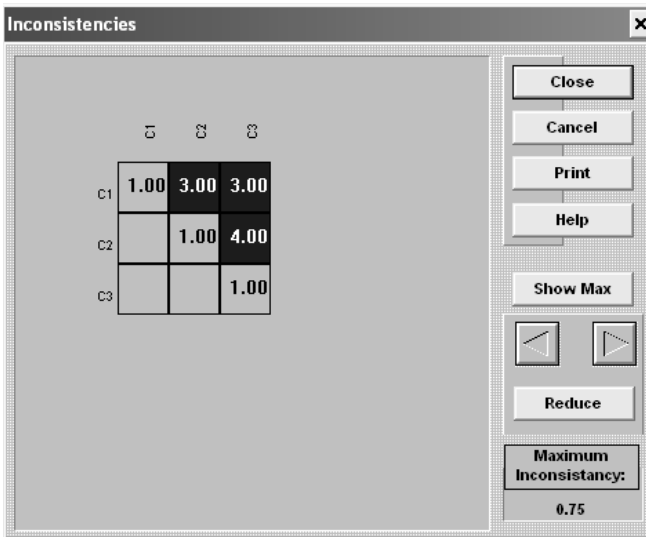 Inconsistencies
C1 C2 C3
C1 1.00 3.00 3.00
C2 1.00 4.00
C3 1.00
Close
Cancel
Print
Help
Show Max
Reduce
Maximum
Inconsistancy:
0.75